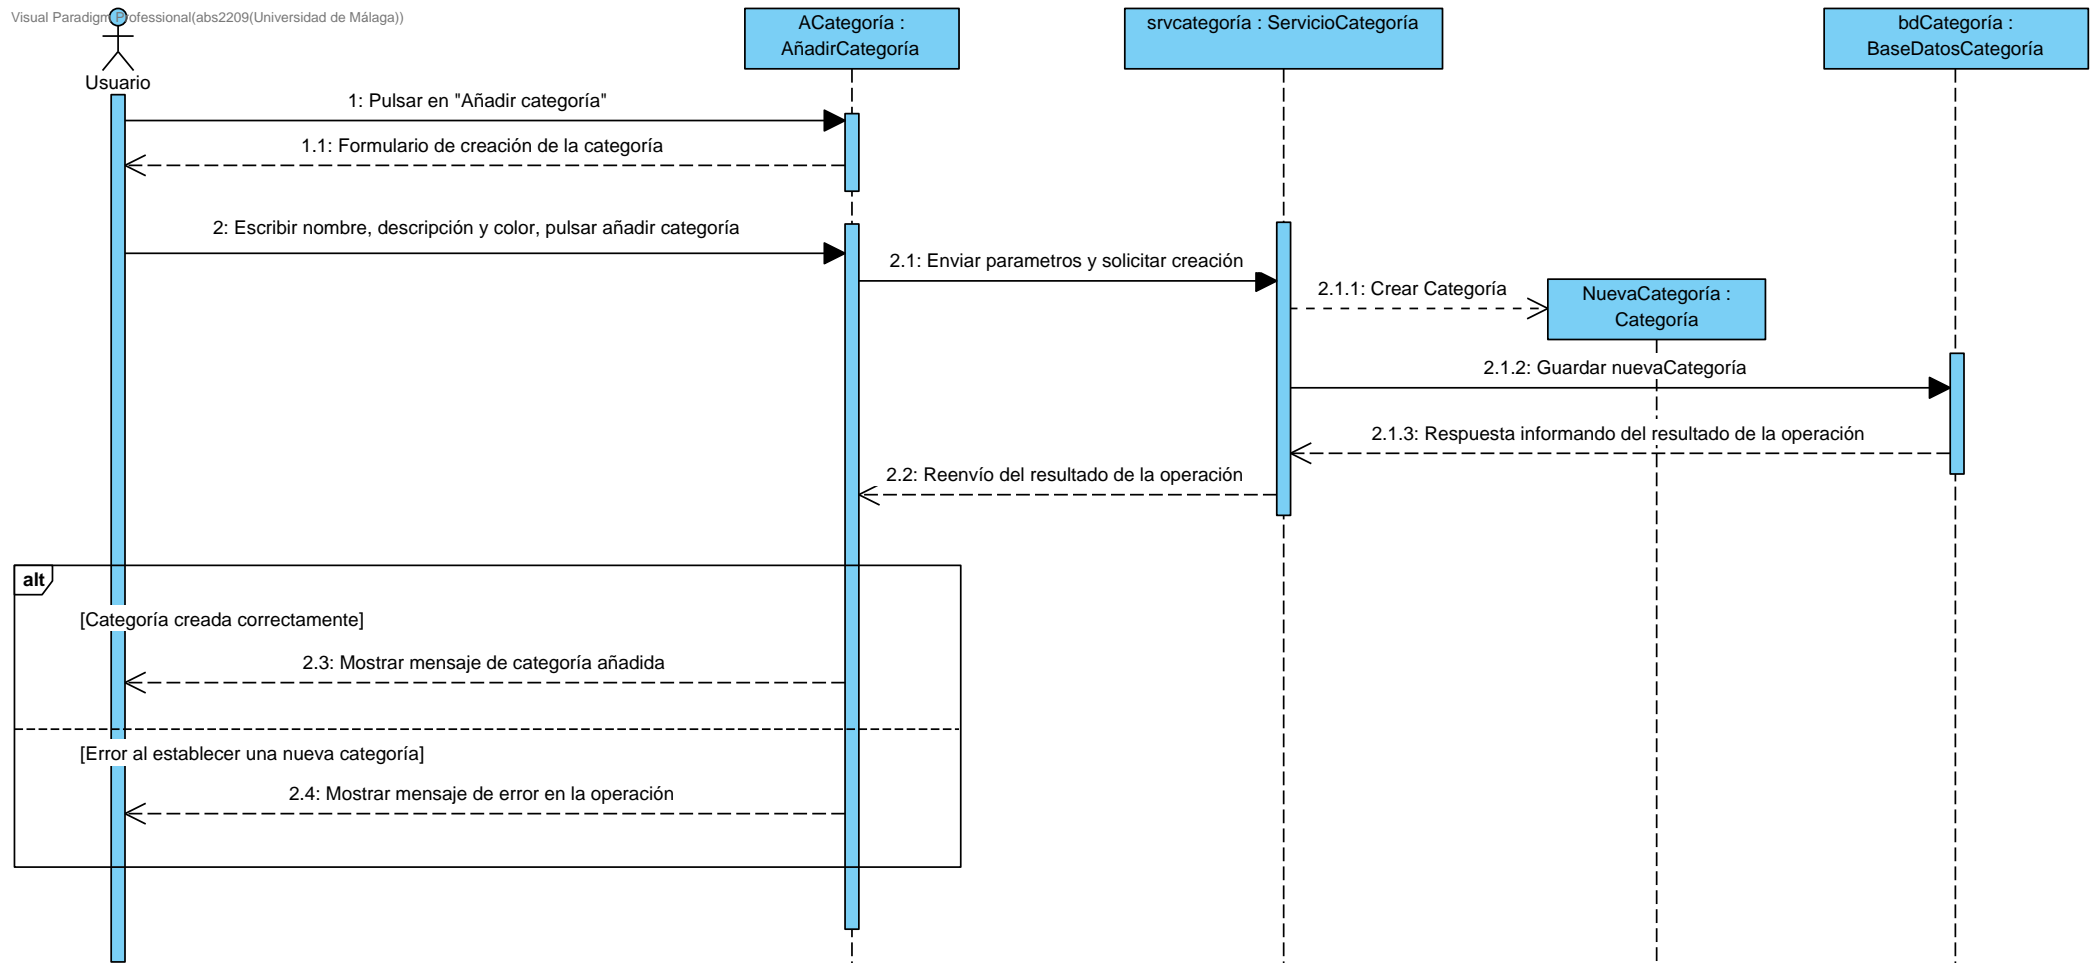 Visual Paradigm Professional(abs2209(Universidad de Málaga))
Usuario
ACategoría :
AñadirCategoría
srvcategoría : ServicioCategoría
bdCategoría :
BaseDatosCategoría
1: Pulsar en "Añadir categoría"
1.1: Formulario de creación de la categoría
2: Escribir nombre, descripción y color, pulsar añadir categoría
2.1: Enviar parametros y solicitar creación
2.1.1: Crear Categoría
NuevaCategoría :
Categoría
2.1.2: Guardar nuevaCategoría
2.1.3: Respuesta informando del resultado de la operación
2.2: Reenvío del resultado de la operación
alt
[Categoría creada correctamente]
2.3: Mostrar mensaje de categoría añadida
[Error al establecer una nueva categoría]
2.4: Mostrar mensaje de error en la operación